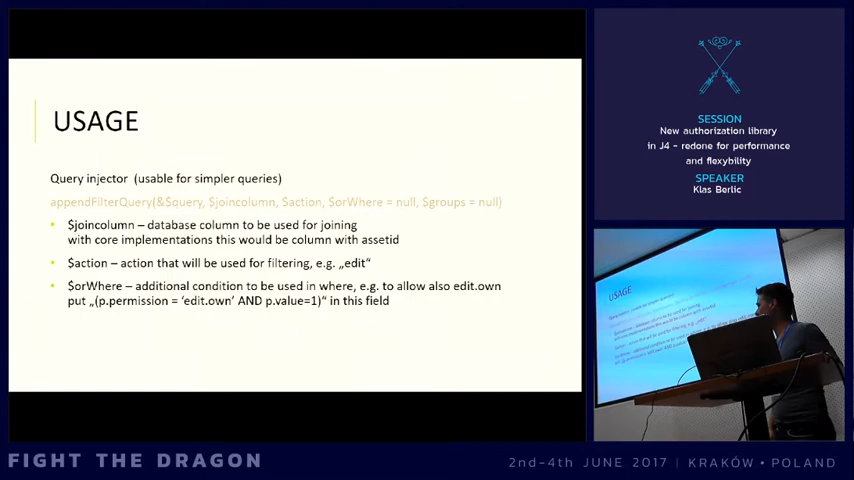 USAGE
Query injector (usable for simpler queries)
appendFilterQuery(&$query, $joincolumn, $action, $orWhere = null, $groups = null)
• $joincolumn – database column to be used for joining
with core implementations this would be column with assetid
• $action – action that will be used for filtering, e.g. „edit“
• $orWhere – additional condition to be used in where, e.g. to allow also edit.own
put „(p.permission = ‘edit.own’ AND p.value=1)“ in this field
SESSION
New authorization library
in J4 - redone for performance
and flexybility
SPEAKER
Klas Berlic
USAGE
FIGHT THE DRAGON
2nd-4th JUNE 2017 | KRAKÓW • POLAND